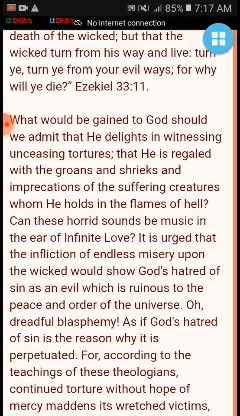 0KB/s U:0KB/s No internet connection 85% 7:17 AM
death of the wicked; but that the
wicked turn from his way and live: turn
ye, turn ye from your evil ways; for why
will ye die?" Ezekiel 33:11.
What would be gained to God should
we admit that He delights in witnessing
unceasing tortures; that He is regaled
with the groans and shrieks and
imprecations of the suffering creatures
whom He holds in the flames of hell?
Can these horrid sounds be music in
the ear of Infinite Love? It is urged that
the infliction of endless misery upon
the wicked would show God's hatred of
sin as an evil which is ruinous to the
peace and order of the universe. Oh,
dreadful blasphemy! As if God's hatred
of sin is the reason why it is
perpetuated. For, according to the
teachings of these theologians,
continued torture without hope of
mercy maddens its wretched victims,